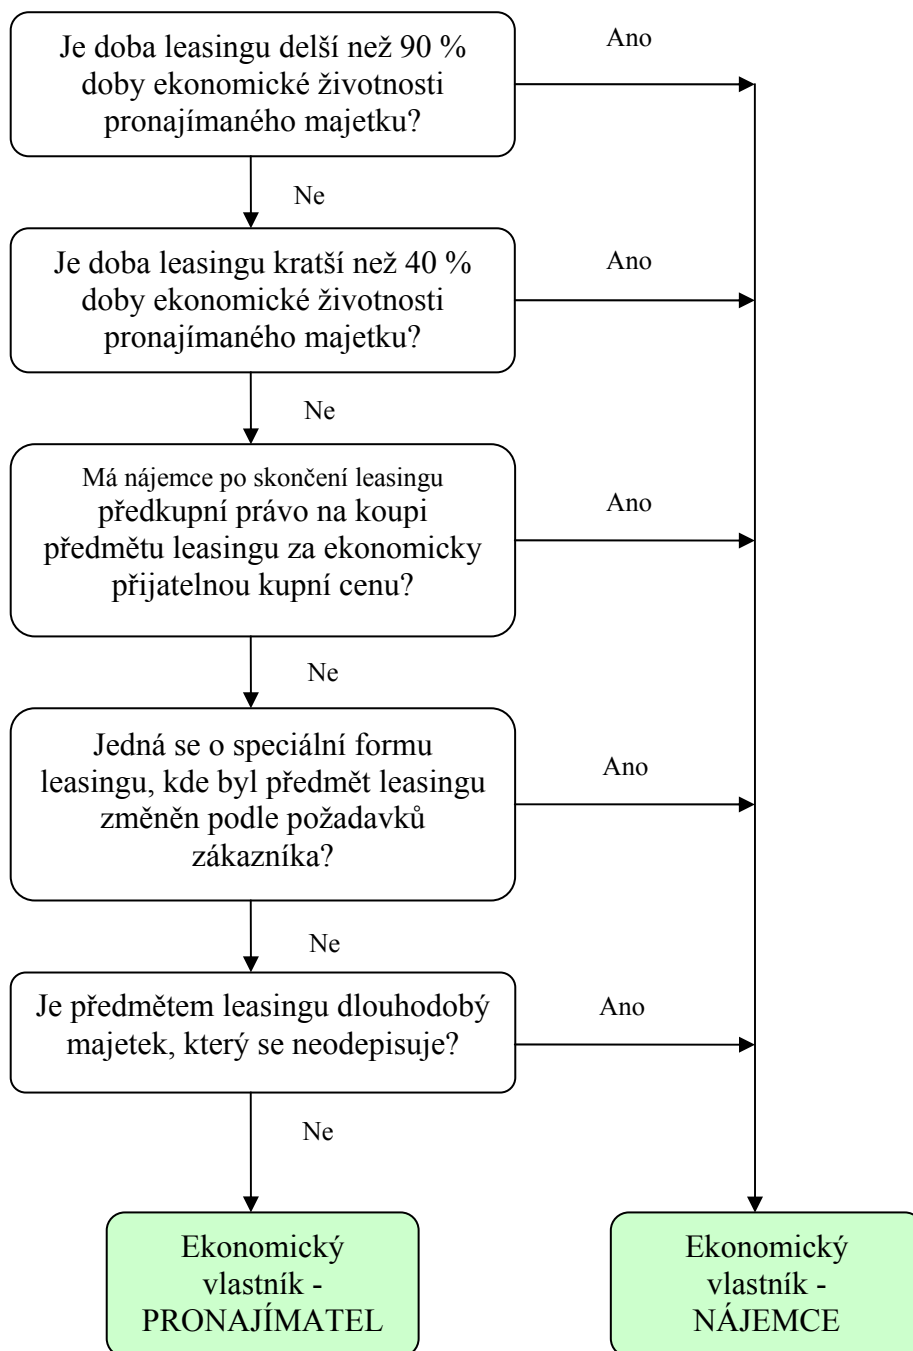 Je doba leasingu delší než 90 %
doby ekonomické životnosti
pronajímaného majetku?
Ano
Ne
Je doba leasingu kratší než 40 %
doby ekonomické životnosti
pronajímaného majetku?
Ano
Ne
Má nájemce po skončení leasingu
předkupní právo na koupi
předmětu leasingu za ekonomicky
přijatelnou kupní cenu?
Ano
Ne
Jedná se o speciální formu
leasingu, kde byl předmět leasingu
změněn podle požadavků
zákazníka?
Ano
Ne
Je předmětem leasingu dlouhodobý
majetek, který se neodepisuje?
Ano
Ne
Ekonomický
vlastník -
PRONAJÍMATEL
Ekonomický
vlastník -
NÁJEMCE